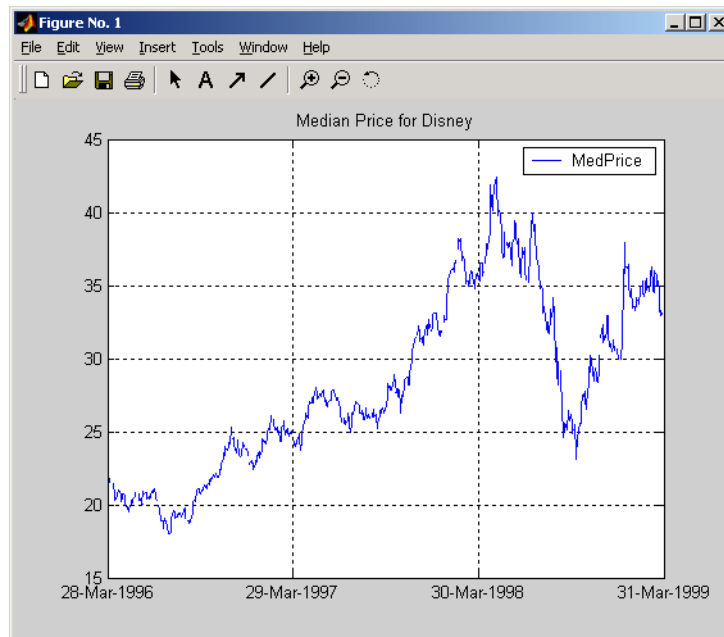 Figure No. 1
File Edit View Insert Tools Window Help
A
Median Price for Disney
MedPrice
45
40
35
30
25
20
15
28-Mar-1996 29-Mar-1997 30-Mar-1998 31-Mar-1999